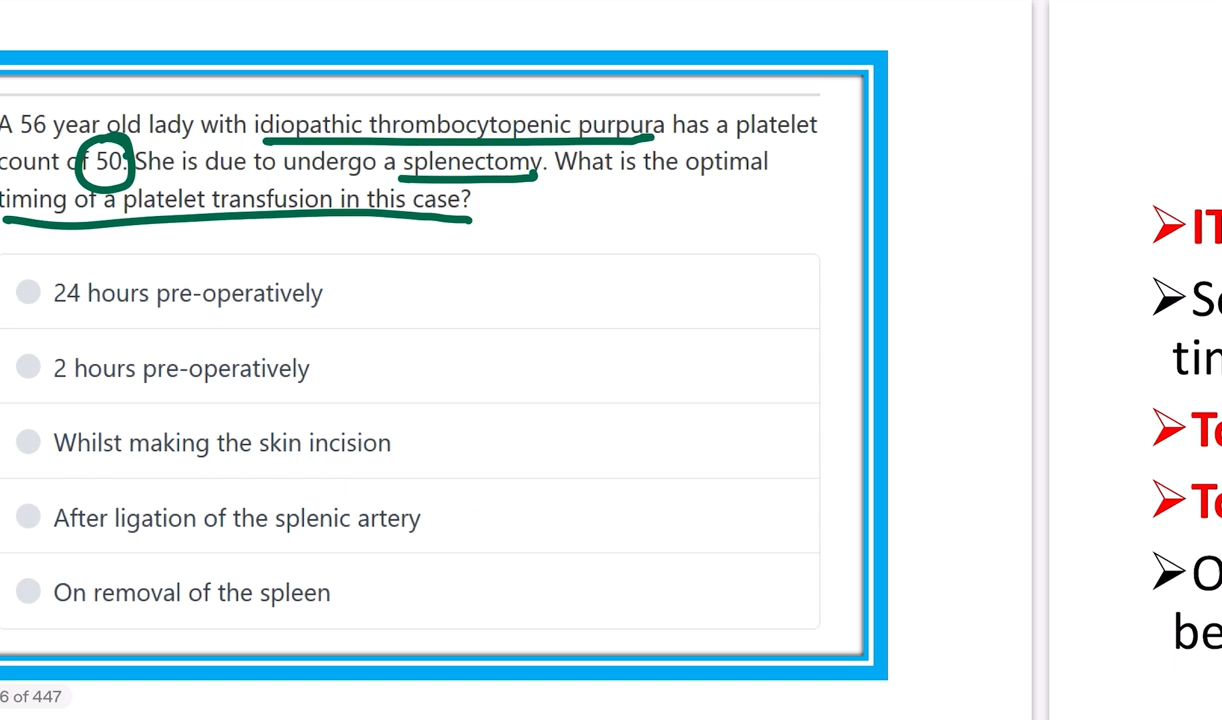 A 56 year old lady with idiopathic thrombocytopenic purpura has a platelet
count of 50. She is due to undergo a splenectomy. What is the optimal
timing of a platelet transfusion in this case?
24 hours pre-operatively
2 hours pre-operatively
Whilst making the skin incision
After ligation of the splenic artery
On removal of the spleen
6 of 447
IT
tin
be